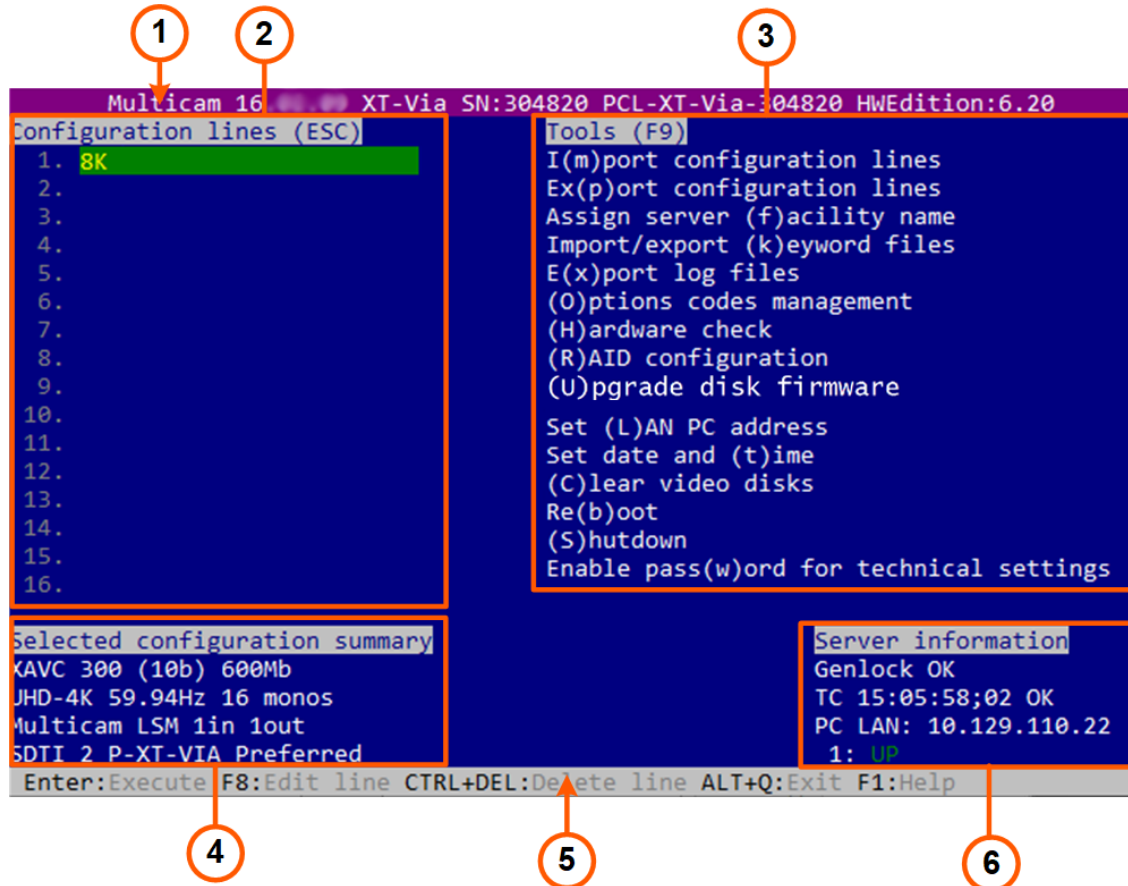 1 2 3
Multicam 16 XT-Via SN:304820 PCL-XT-Via-304820 HWEdition:6.20
Configuration lines (ESC)
1. 8K
2.
3.
4.
5.
6.
7.
8.
9.
10.
11.
12.
13.
14.
15.
16.
Tools (F9)
I(m)port configuration lines
Ex(p)ort configuration lines
Assign server (f)acility name
Import/export (k)eyword files
E(x)port log files
(O)ptions codes management
(H)ardware check
(R)AID configuration
(U)pgrade disk firmware
Set (L)AN PC address
Set date and (t)ime
(C)lear video disks
Re(b)oot
(S)hutdown
Enable pass(w)ord for technical settings
Selected configuration summary
XAVC 300 (10b) 600Mb
UHD-4K 59.94Hz 16 monos
Multicam LSM 1in 1out
SDTI 2 P-XT-VIA Preferred
Server information
Genlock OK
TC 15:05:58;02 OK
PC LAN: 10.129.110.22
1: UP
Enter:Execute F8:Edit line CTRL+DEL:Delete line ALT+Q:Exit F1:Help
4 5 6